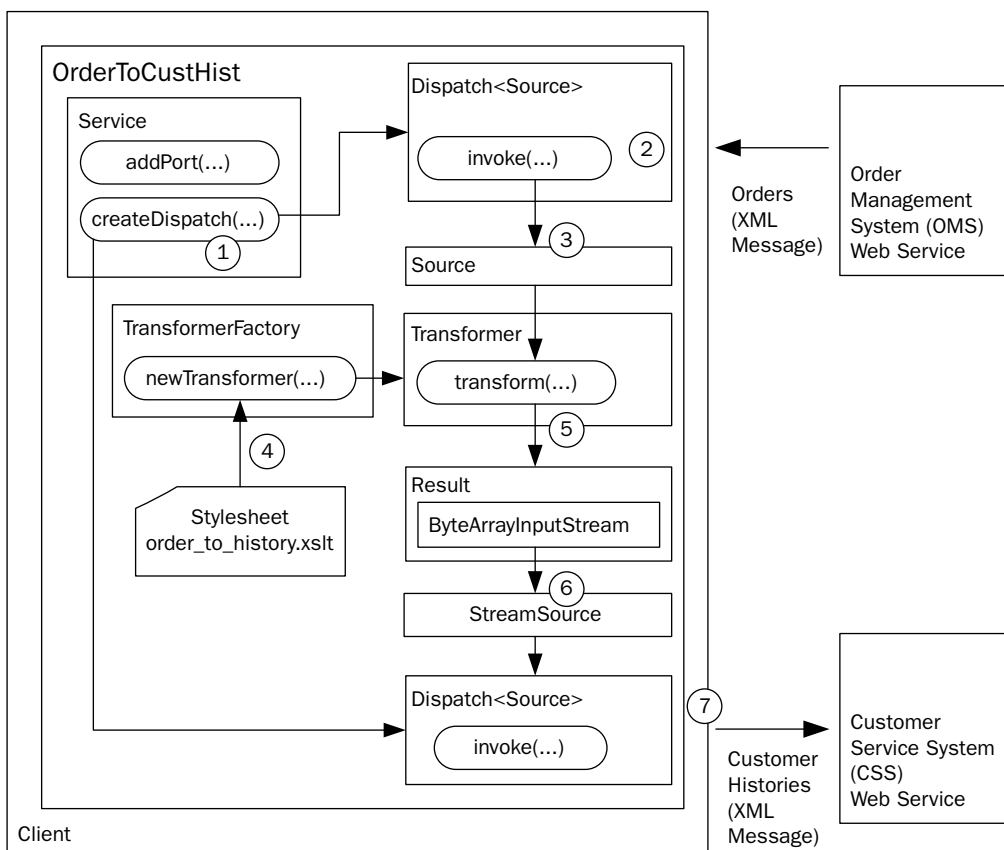 OrderToCustHist
Service
addPort(...)
createDispatch(...)
1
Dispatch<Source>
invoke(...)
2
3
Source
TransformerFactory
newTransformer(...)
4
Stylesheet
order_to_history.xslt
Transformer
transform(...)
5
Result
ByteArrayInputStream
6
StreamSource
Dispatch<Source>
invoke(...)
7
Client
Orders
(XML
Message)
Order
Management
System (OMS)
Web Service
Customer
Histories
(XML
Message)
Customer
Service System
(CSS)
Web Service